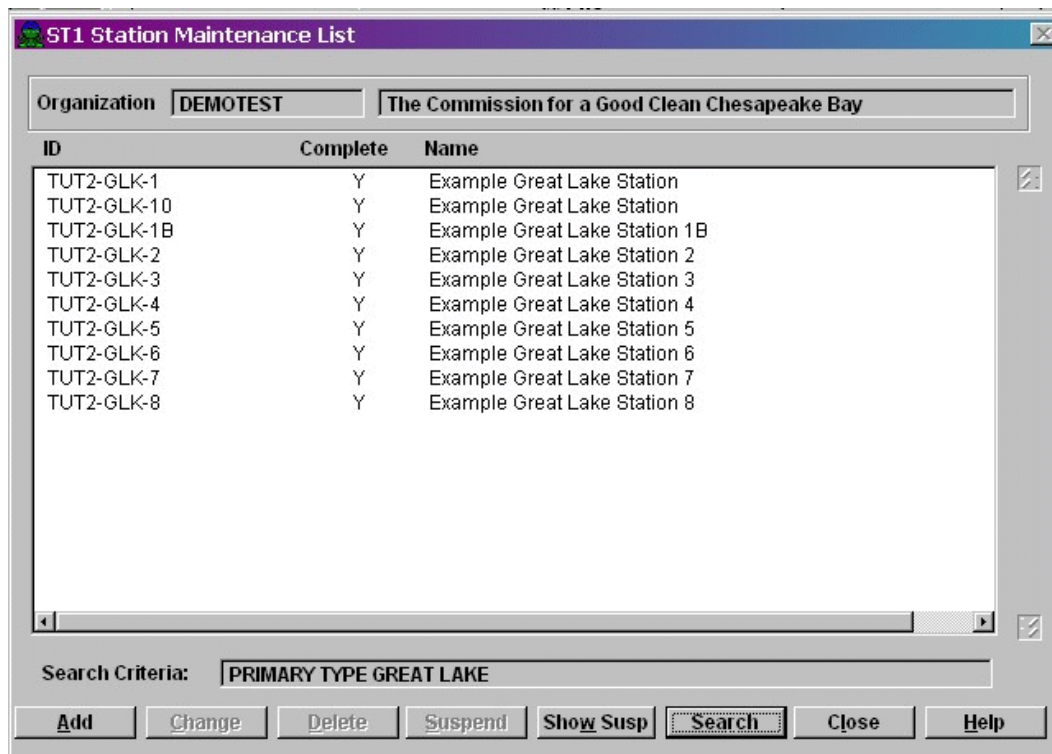 ST1 Station Maintenance List
Organization DEMOTEST The Commission for a Good Clean Chesapeake Bay
ID Complete Name
TUT2-GLK-1 Y Example Great Lake Station
TUT2-GLK-10 Y Example Great Lake Station
TUT2-GLK-1B Y Example Great Lake Station 1B
TUT2-GLK-2 Y Example Great Lake Station 2
TUT2-GLK-3 Y Example Great Lake Station 3
TUT2-GLK-4 Y Example Great Lake Station 4
TUT2-GLK-5 Y Example Great Lake Station 5
TUT2-GLK-6 Y Example Great Lake Station 6
TUT2-GLK-7 Y Example Great Lake Station 7
TUT2-GLK-8 Y Example Great Lake Station 8
Search Criteria: PRIMARY TYPE GREAT LAKE
Add Change Delete Suspend Show Susp Search Close Help